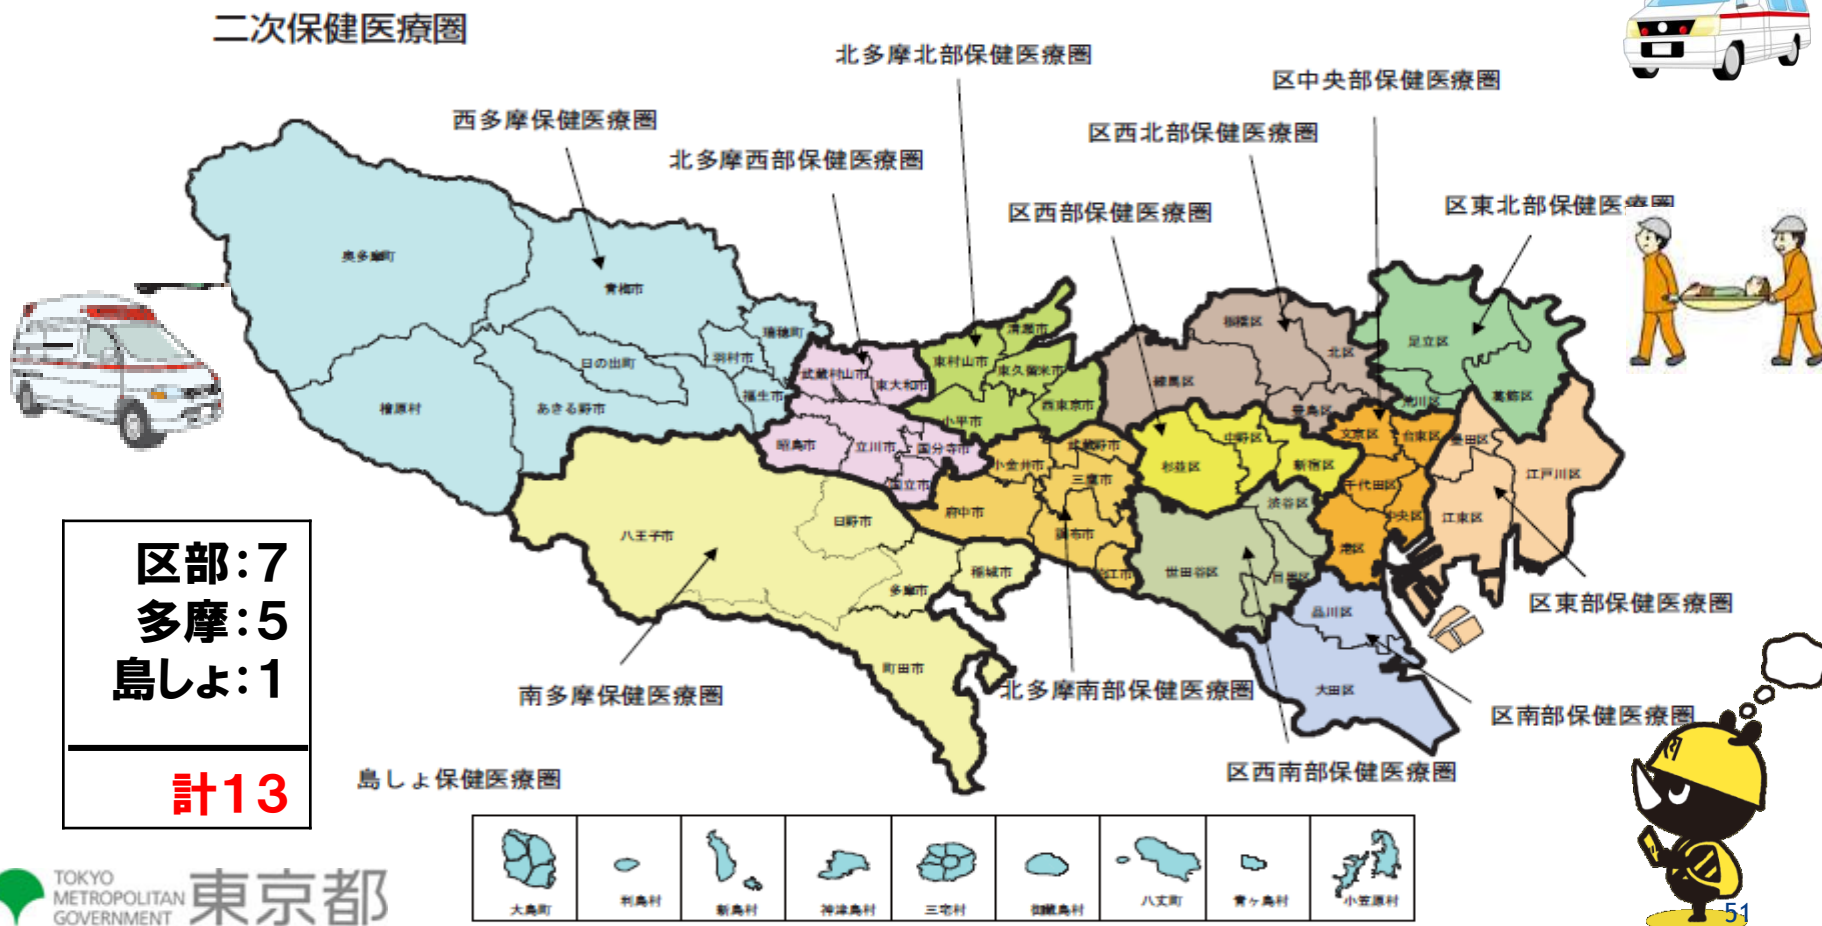 二次保健医療圏
北多摩北部保健医療圏
区中央部保健医療圏
西多摩保健医療圏
区西北部保健医療圏
北多摩西部保健医療圏
区西部保健医療圏
区東北部保健医療圏
奥多摩町
青梅市
瑞穂町
羽村市
日の出町
福生市
檜原村
あきる野市
武蔵村山市
東大和市
昭島市
立川市
国分寺市
国立市
東村山市
清瀬市
東久留米市
小平市
西東京市
板橋区
北区
練馬区
豊島区
足立区
荒川区
葛飾区
小金井市
武蔵野市
三鷹市
府中市
調布市
狛江市
杉並区
中野区
新宿区
文京区
台東区
千代田区
中央区
港区
墨田区
江戸川区
江東区
渋谷区
世田谷区
目黒区
品川区
大田区
八王子市
日野市
多摩市
稲城市
町田市
区東部保健医療圏
南多摩保健医療圏
北多摩南部保健医療圏
区南部保健医療圏
区西南部保健医療圏
区部:7
多摩:5
島しょ:1
計13
島しょ保健医療圏
大島町
利島村
新島村
神津島村
三宅村
御蔵島村
八丈町
青ヶ島村
小笠原村
TOKYO
METROPOLITAN
GOVERNMENT
東京都
51